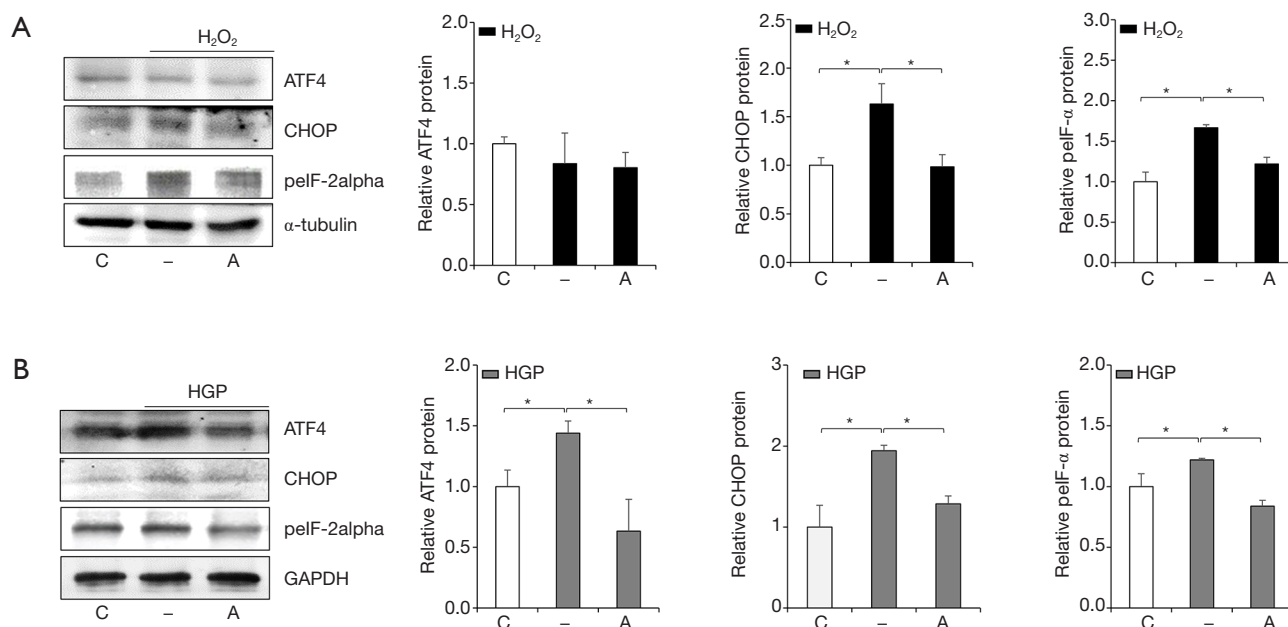 A
H₂O₂
ATF4
CHOP
peIF-2alpha
α-tubulin
C – A
Relative ATF4 protein
2.0
1.5
1.0
0.5
0.0
H₂O₂
C – A
Relative CHOP protein
2.5
2.0
1.5
1.0
0.5
0.0
H₂O₂
* *
C – A
Relative peIF-α protein
3.0
2.0
1.5
1.0
0.0
H₂O₂
* *
C – A
B
HGP
ATF4
CHOP
peIF-2alpha
GAPDH
C – A
Relative ATF4 protein
2.0
1.5
1.0
0.5
0.0
HGP
* *
C – A
Relative CHOP protein
3
2
1
0
HGP
* *
C – A
Relative peIF-α protein
2.0
1.5
1.0
0.5
0.0
HGP
* *
C – A